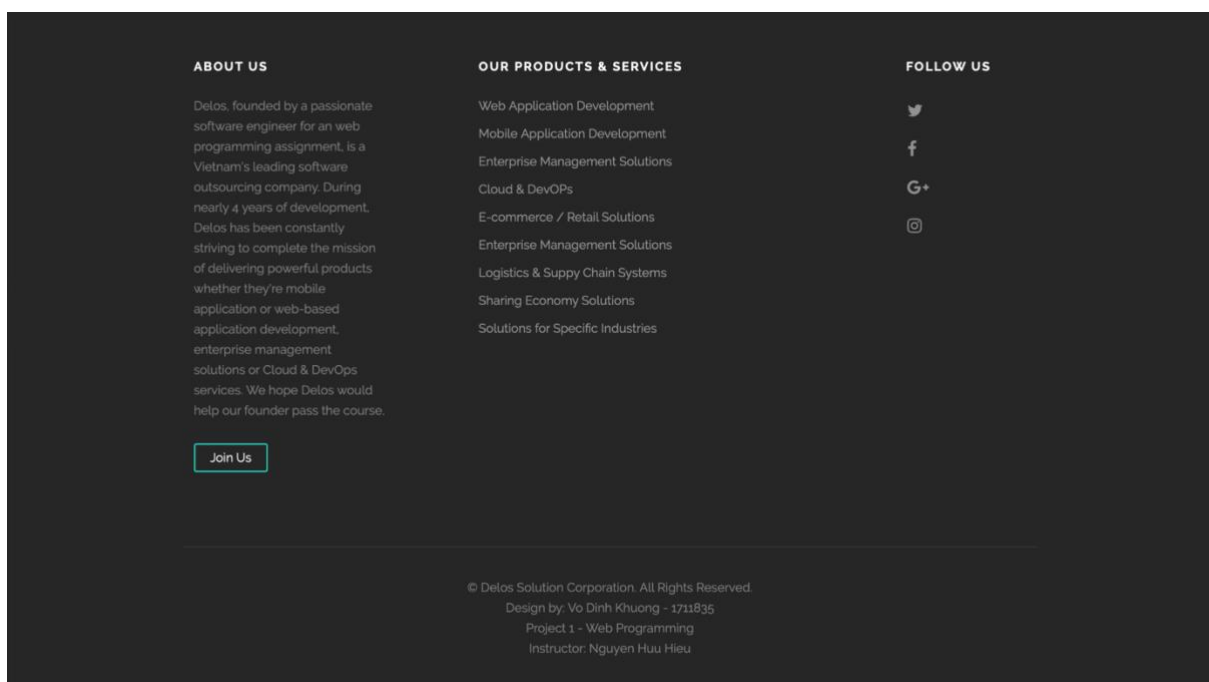 ABOUT US
Delos, founded by a passionate
software engineer for an web
programming assignment, is a
Vietnam's leading software
outsourcing company. During
nearly 4 years of development,
Delos has been constantly
striving to complete the mission
of delivering powerful products
whether they're mobile
application or web-based
application development,
enterprise management
solutions or Cloud & DevOps
services. We hope Delos would
help our founder pass the course.
Join Us
OUR PRODUCTS & SERVICES
Web Application Development
Mobile Application Development
Enterprise Management Solutions
Cloud & DevOPs
E-commerce / Retail Solutions
Enterprise Management Solutions
Logistics & Suppy Chain Systems
Sharing Economy Solutions
Solutions for Specific Industries
FOLLOW US
© Delos Solution Corporation. All Rights Reserved.
Design by: Vo Dinh Khuong - 1711835
Project 1 - Web Programming
Instructor: Nguyen Huu Hieu